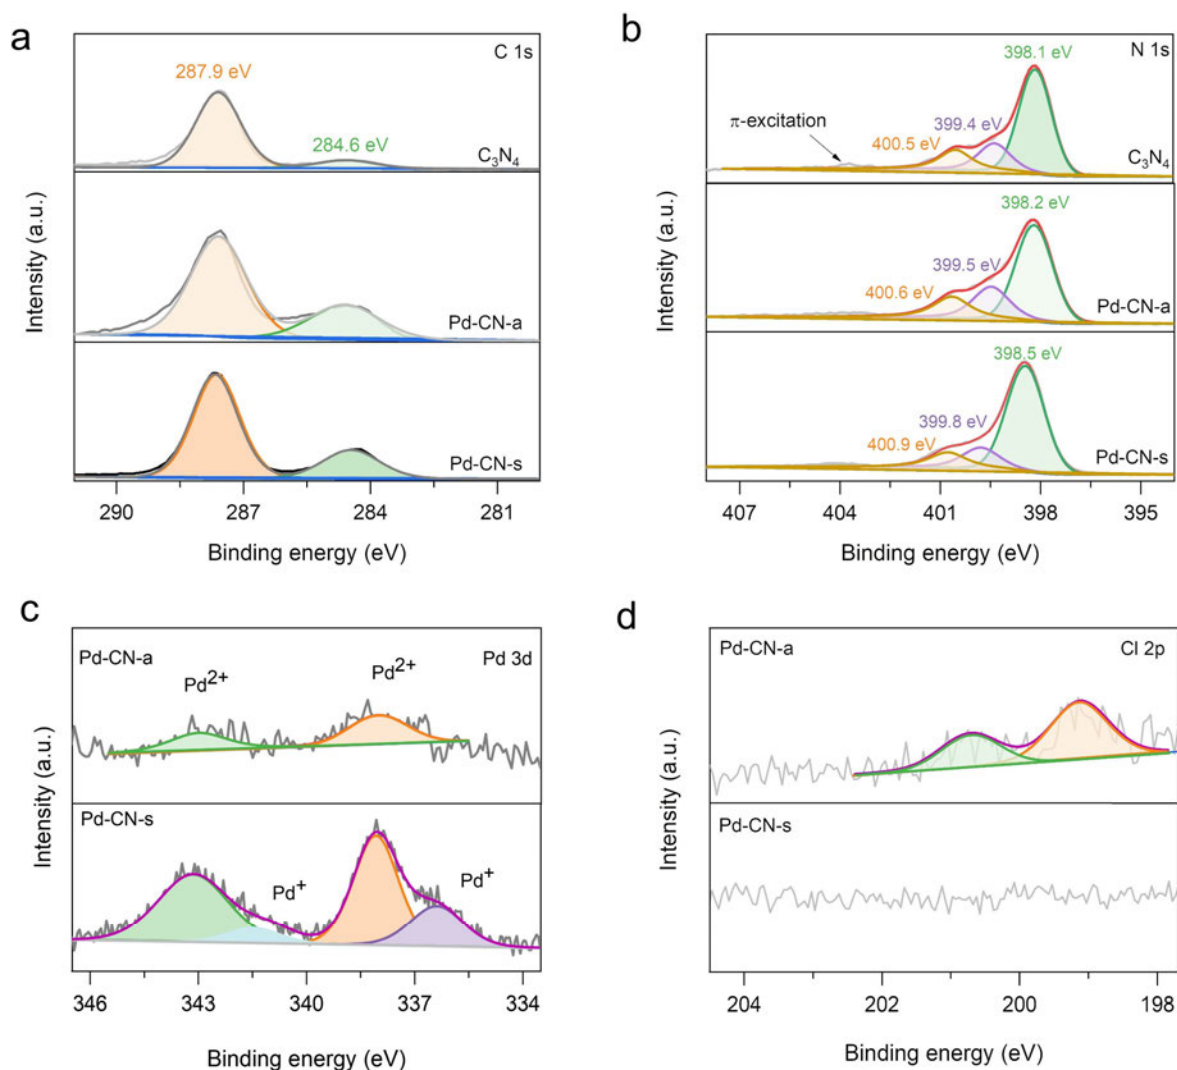 a
C 1s
287.9 eV
284.6 eV
C₃N₄
Pd-CN-a
Pd-CN-s
Intensity (a.u.)
290 287 284 281
Binding energy (eV)
b
N 1s
398.1 eV
π-excitation
399.4 eV
400.5 eV
C₃N₄
398.2 eV
399.5 eV
400.6 eV
Pd-CN-a
398.5 eV
399.8 eV
400.9 eV
Pd-CN-s
Intensity (a.u.)
407 404 401 398 395
Binding energy (eV)
c
Pd-CN-a
Pd 3d
Pd²⁺
Pd²⁺
Pd-CN-s
Pd⁺
Pd⁺
Intensity (a.u.)
346 343 340 337 334
Binding energy (eV)
d
Pd-CN-a
Cl 2p
Pd-CN-s
Intensity (a.u.)
204 202 200 198
Binding energy (eV)